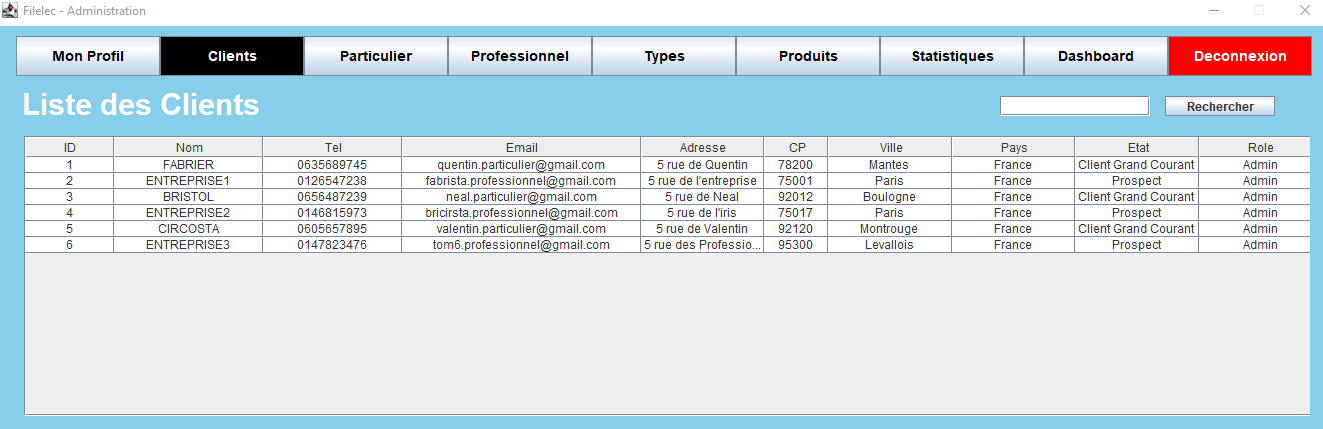 Filelec - Administration
Mon Profil Clients Particulier Professionnel Types Produits Statistiques Dashboard Deconnexion
Liste des Clients Rechercher
ID Nom Tel Email Adresse CP Ville Pays Etat Role
1 FABRIER 0635689745 quentin.particulier@gmail.com 5 rue de Quentin 78200 Mantes France Client Grand Courant Admin
2 ENTREPRISE1 0126547238 fabrista.professionnel@gmail.com 5 rue de l'entreprise 75001 Paris France Prospect Admin
3 BRISTOL 0656487239 neal.particulier@gmail.com 5 rue de Neal 92012 Boulogne France Client Grand Courant Admin
4 ENTREPRISE2 0146815973 bricirsta.professionnel@gmail.com 5 rue de l'iris 75017 Paris France Prospect Admin
5 CIRCOSTA 0605657895 valentin.particulier@gmail.com 5 rue de Valentin 92120 Montrouge France Client Grand Courant Admin
6 ENTREPRISE3 0147823476 tom6.professionnel@gmail.com 5 rue des Professio... 95300 Levallois France Prospect Admin